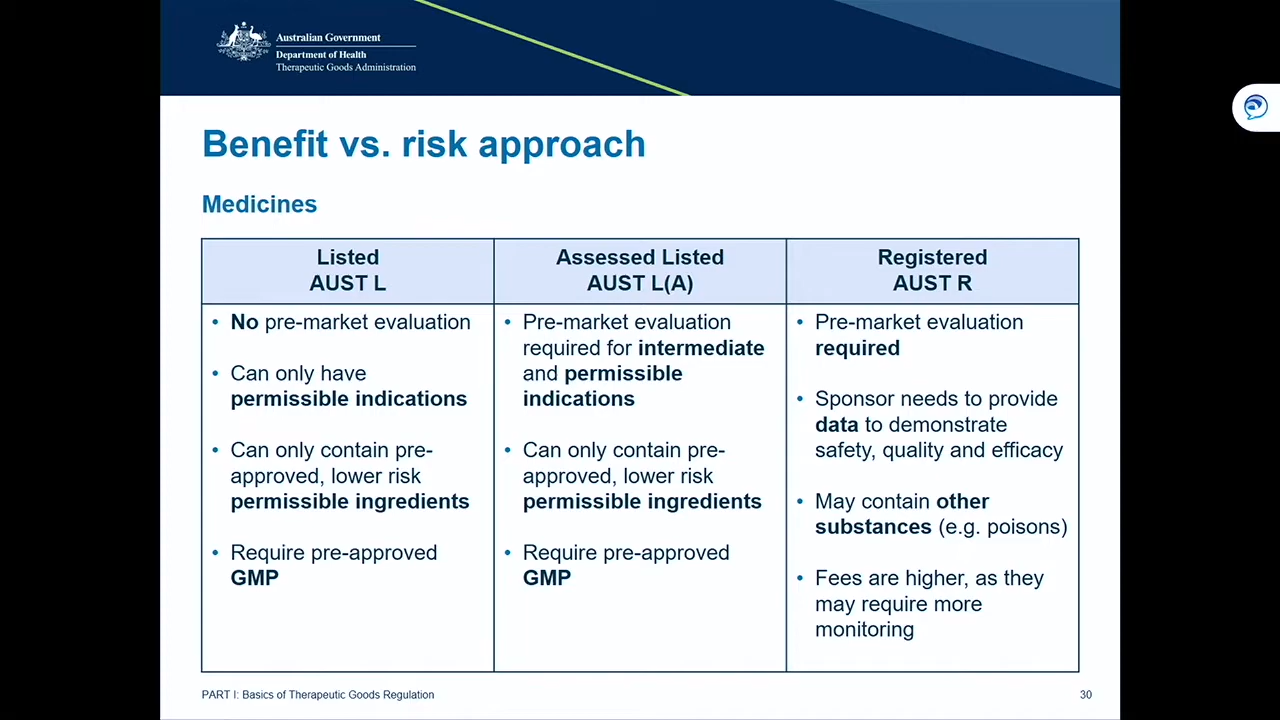 Australian Government
Department of Health
Therapeutic Goods Administration
Benefit vs. risk approach
Medicines
Listed
AUST L
• No pre-market evaluation
• Can only have
permissible indications
• Can only contain pre-
approved, lower risk
permissible ingredients
• Require pre-approved
GMP
Assessed Listed
AUST L(A)
• Pre-market evaluation
required for intermediate
and permissible
indications
• Can only contain pre-
approved, lower risk
permissible ingredients
• Require pre-approved
GMP
Registered
AUST R
• Pre-market evaluation
required
• Sponsor needs to provide
data to demonstrate
safety, quality and efficacy
• May contain other
substances (e.g. poisons)
• Fees are higher, as they
may require more
monitoring
PART I: Basics of Therapeutic Goods Regulation
30